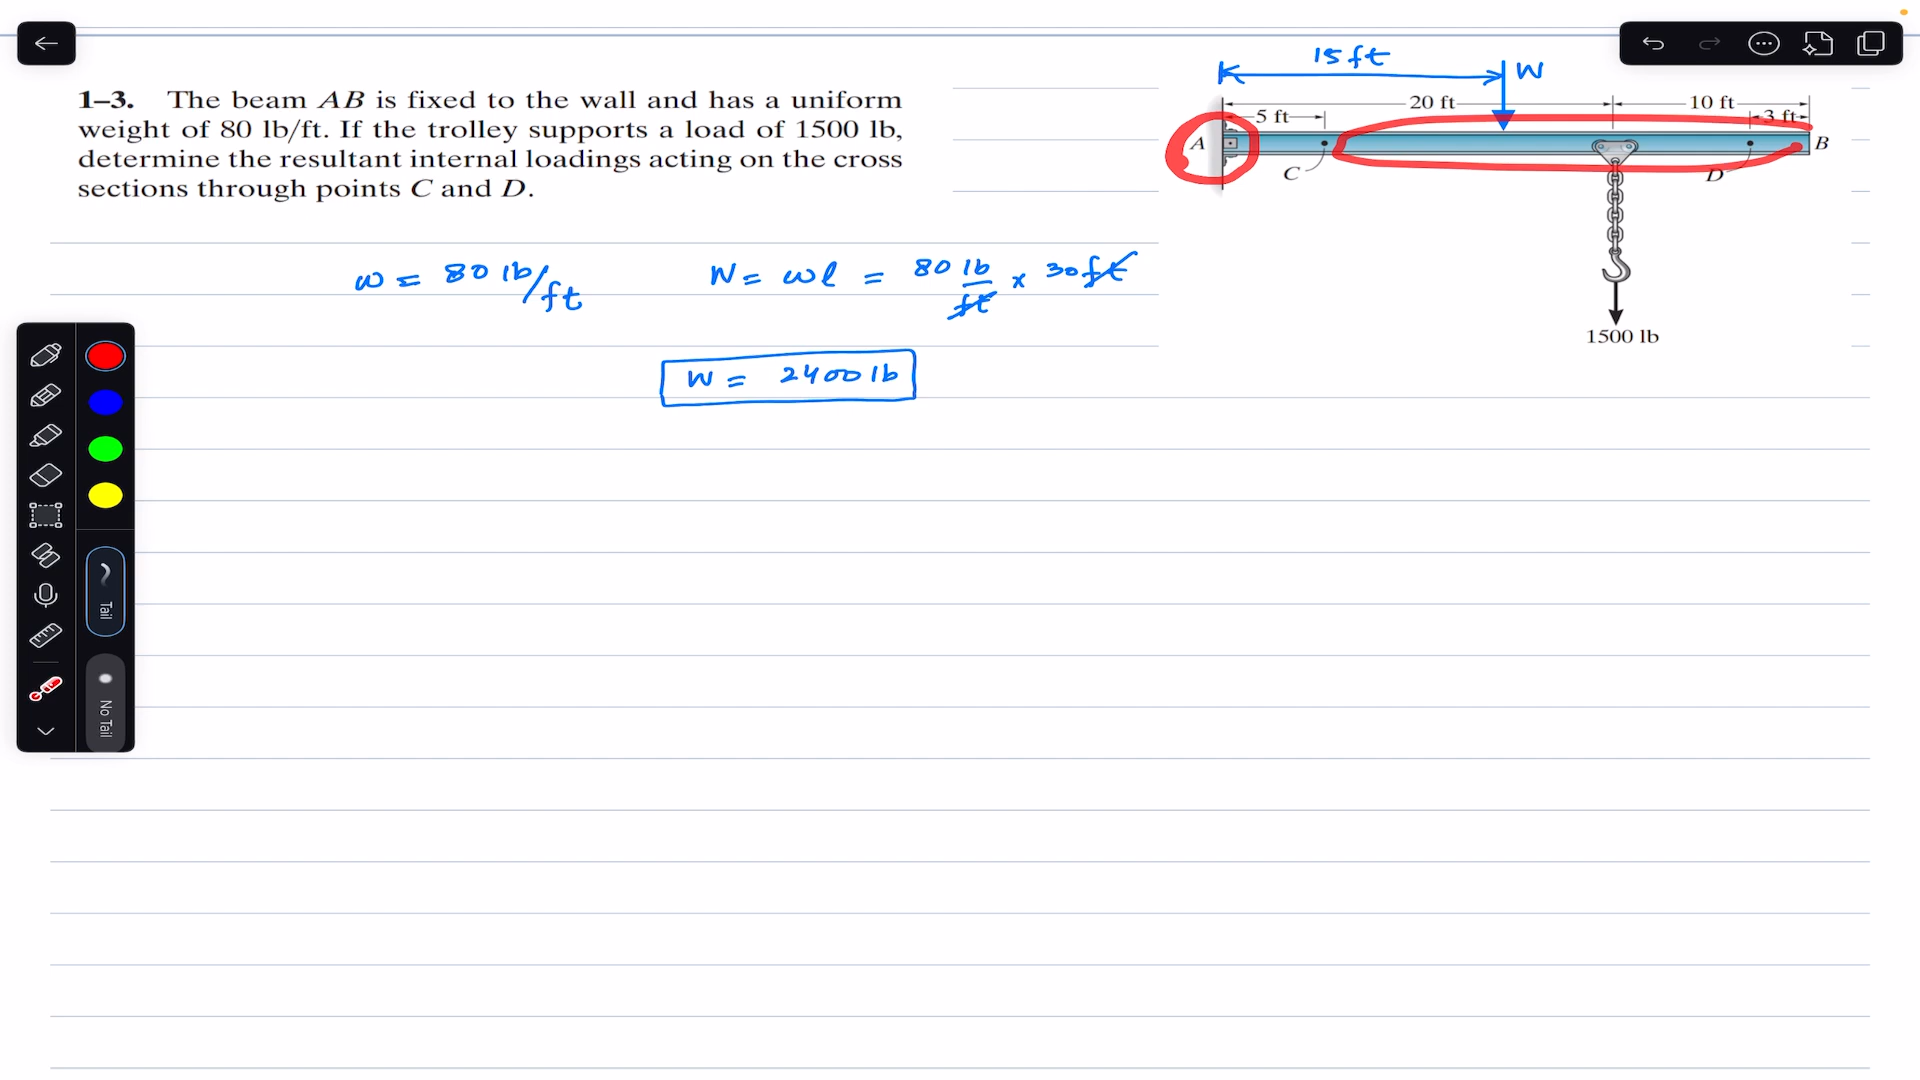 15 ft
W
1–3. The beam AB is fixed to the wall and has a uniform
weight of 80 lb/ft. If the trolley supports a load of 1500 lb,
determine the resultant internal loadings acting on the cross
sections through points C and D.
20 ft
10 ft
5 ft
3 ft
A
B
C
D
1500 lb
w = 80 lb/ft
W = wl = 80 lb/ft × 30 ft
W = 2400 lb
Tail
No Tail